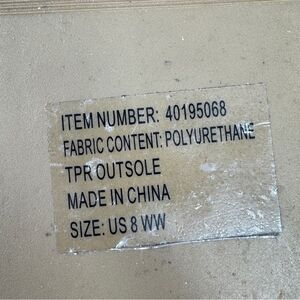 ITEM NUMBER: 40195068
FABRIC CONTENT: POLYURETHANE
TPR OUTSOLE
MADE IN CHINA
SIZE: US 8 WW